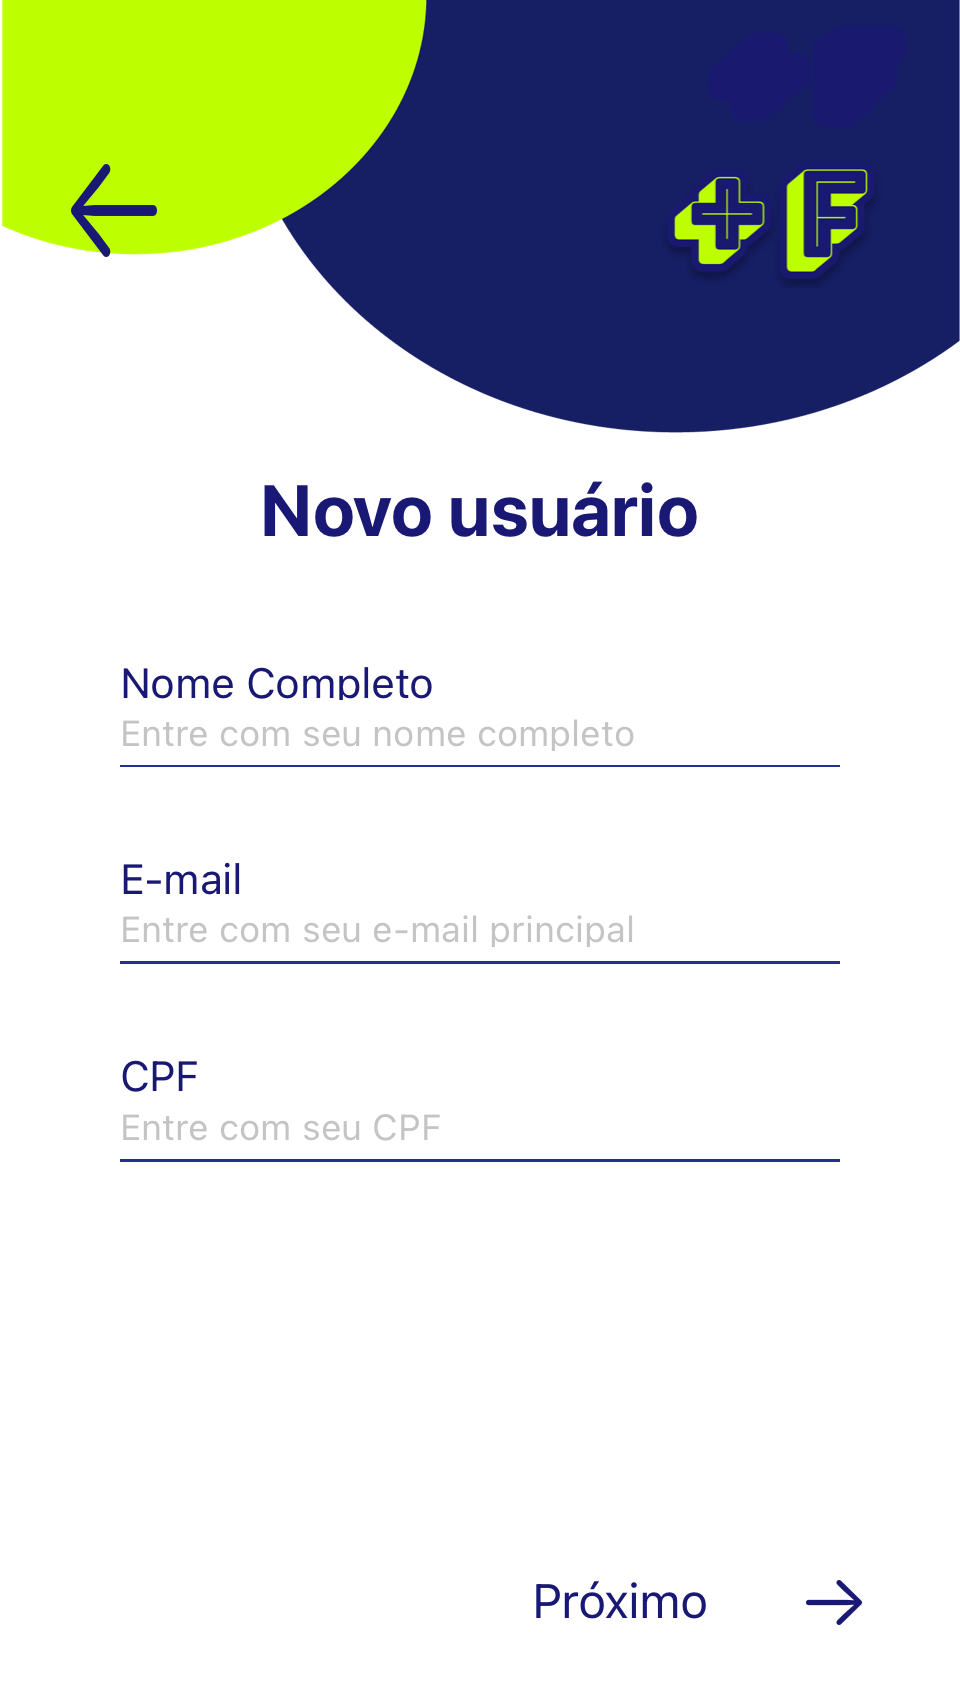 +F
Novo usuário
Nome Completo
Entre com seu nome completo
E-mail
Entre com seu e-mail principal
CPF
Entre com seu CPF
Próximo